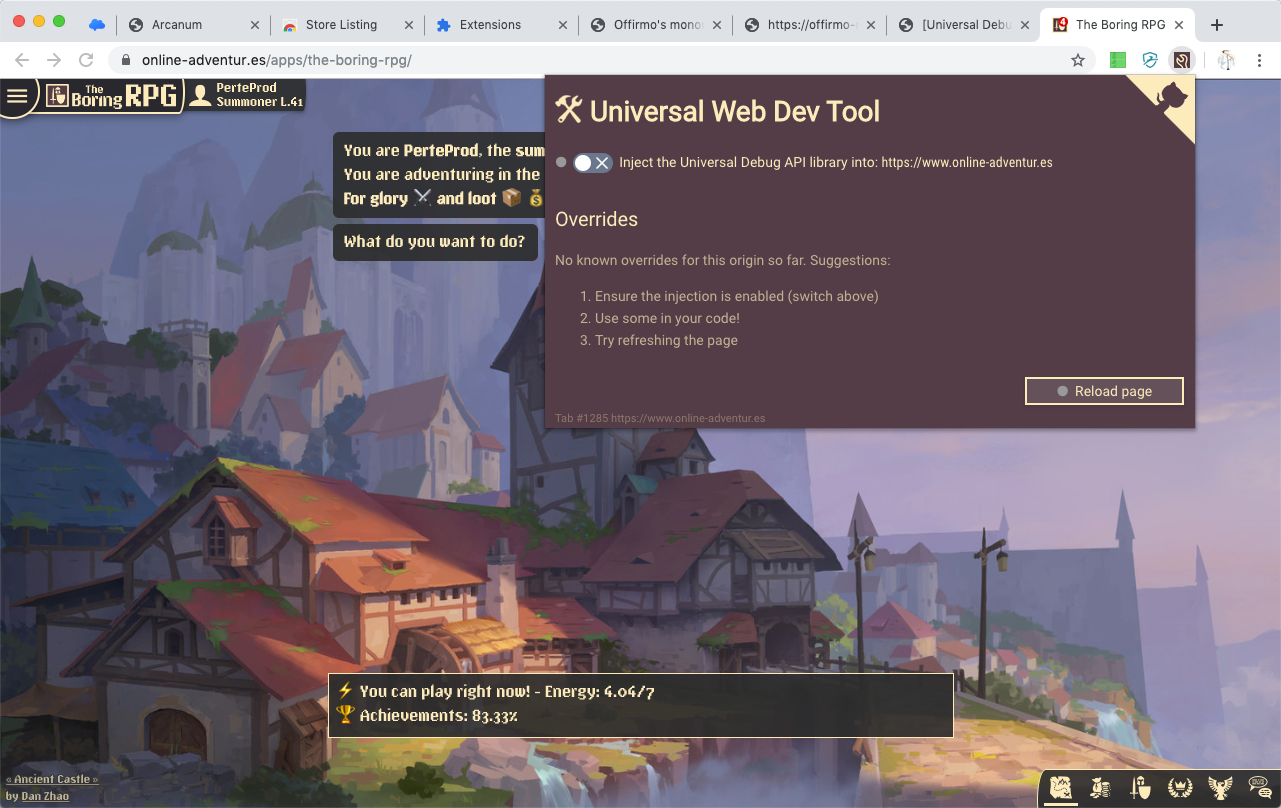 Arcanum
Store Listing
Extensions
Offirmo's mono
https://offirmo-
[Universal Debu
The Boring RPG
online-adventur.es/apps/the-boring-rpg/
The
Boring RPG
PerteProd
Summoner L.41
You are PerteProd, the sum
You are adventuring in the
For glory ⚔ and loot 📦 💰
What do you want to do?
🛠 Universal Web Dev Tool
Inject the Universal Debug API library into: https://www.online-adventur.es
Overrides
No known overrides for this origin so far. Suggestions:
1. Ensure the injection is enabled (switch above)
2. Use some in your code!
3. Try refreshing the page
Reload page
Tab #1285 https://www.online-adventur.es
⚡ You can play right now! - Energy: 4.04/7
🏆 Achievements: 83.33%
« Ancient Castle »
by Dan Zhao